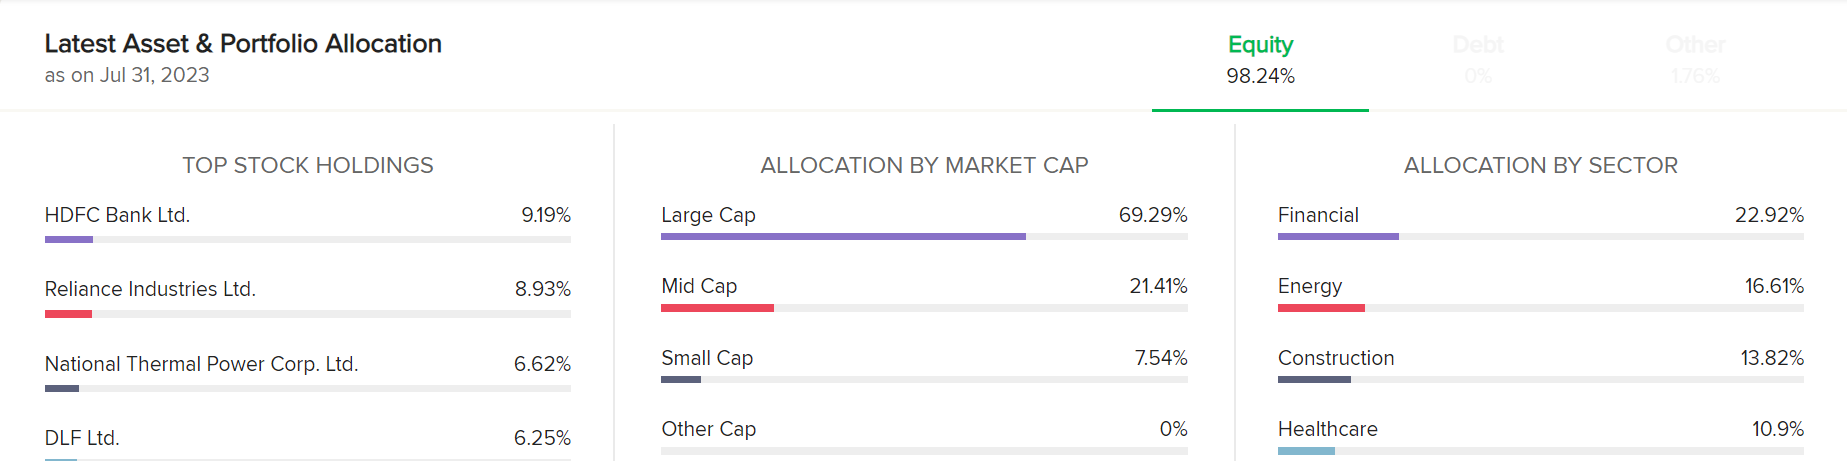 Latest Asset & Portfolio Allocation
as on Jul 31, 2023
Equity
98.24%
Debt
0%
Other
1.76%
TOP STOCK HOLDINGS
HDFC Bank Ltd. 9.19%
Reliance Industries Ltd. 8.93%
National Thermal Power Corp. Ltd. 6.62%
DLF Ltd. 6.25%
ALLOCATION BY MARKET CAP
Large Cap 69.29%
Mid Cap 21.41%
Small Cap 7.54%
Other Cap 0%
ALLOCATION BY SECTOR
Financial 22.92%
Energy 16.61%
Construction 13.82%
Healthcare 10.9%